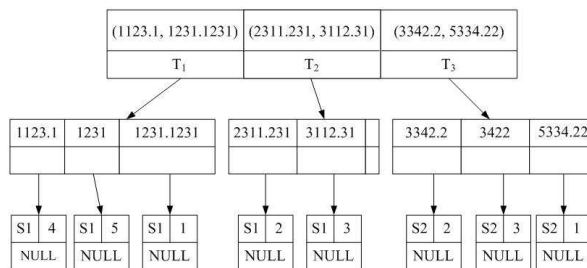 (1123.1, 1231.1231) (2311.231, 3112.31) (3342.2, 5334.22)
T1 T2 T3
1123.1 1231 1231.1231 2311.231 3112.31 3342.2 3422 5334.22
S1 4 S1 5 S1 1 S1 2 S1 3 S2 2 S2 3 S2 1
NULL NULL NULL NULL NULL NULL NULL NULL